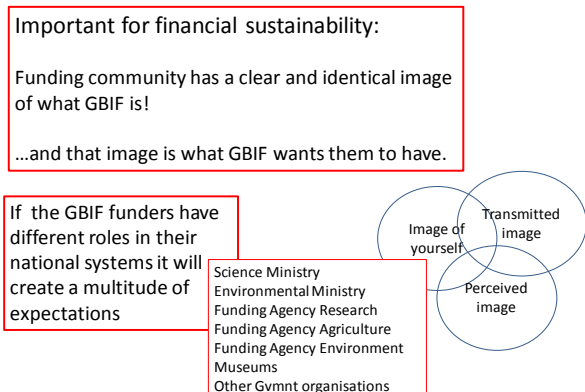 Important for financial sustainability:
Funding community has a clear and identical image
of what GBIF is!
…and that image is what GBIF wants them to have.
If  the GBIF funders have
different roles in their
national systems it will
create a multitude of
expectations
Science Ministry
Environmental Ministry
Funding Agency Research
Funding Agency Agriculture
Funding Agency Environment
Museums
Other Gvmnt organisations
Image of
yourself
Transmitted
image
Perceived
image